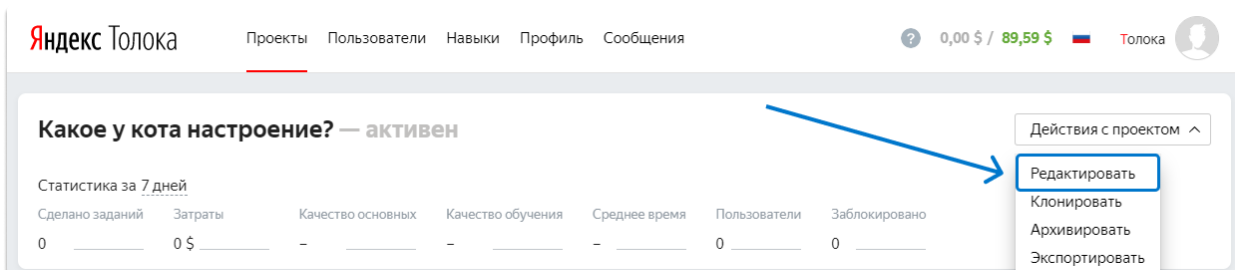 Яндекс Толока Проекты Пользователи Навыки Профиль Сообщения ? 0,00 $ / 89,59 $ Толока
Какое у кота настроение? — активен Действия с проектом
Редактировать
Клонировать
Архивировать
Экспортировать
Статистика за 7 дней
Сделано заданий Затраты Качество основных Качество обучения Среднее время Пользователи Заблокировано
0 0 $ – – – 0 0